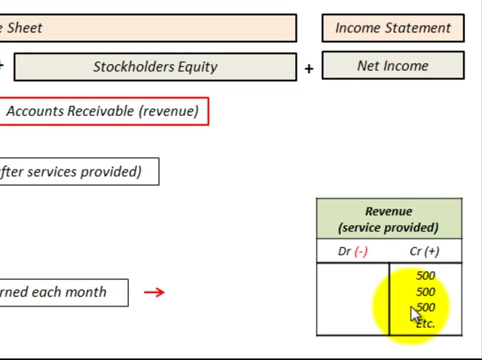 e Sheet
Income Statement
+
Stockholders Equity
+
Net Income
Accounts Receivable (revenue)
fter services provided)
Revenue
(service provided)
Dr (-) Cr (+)
500
500
500
Etc.
rned each month